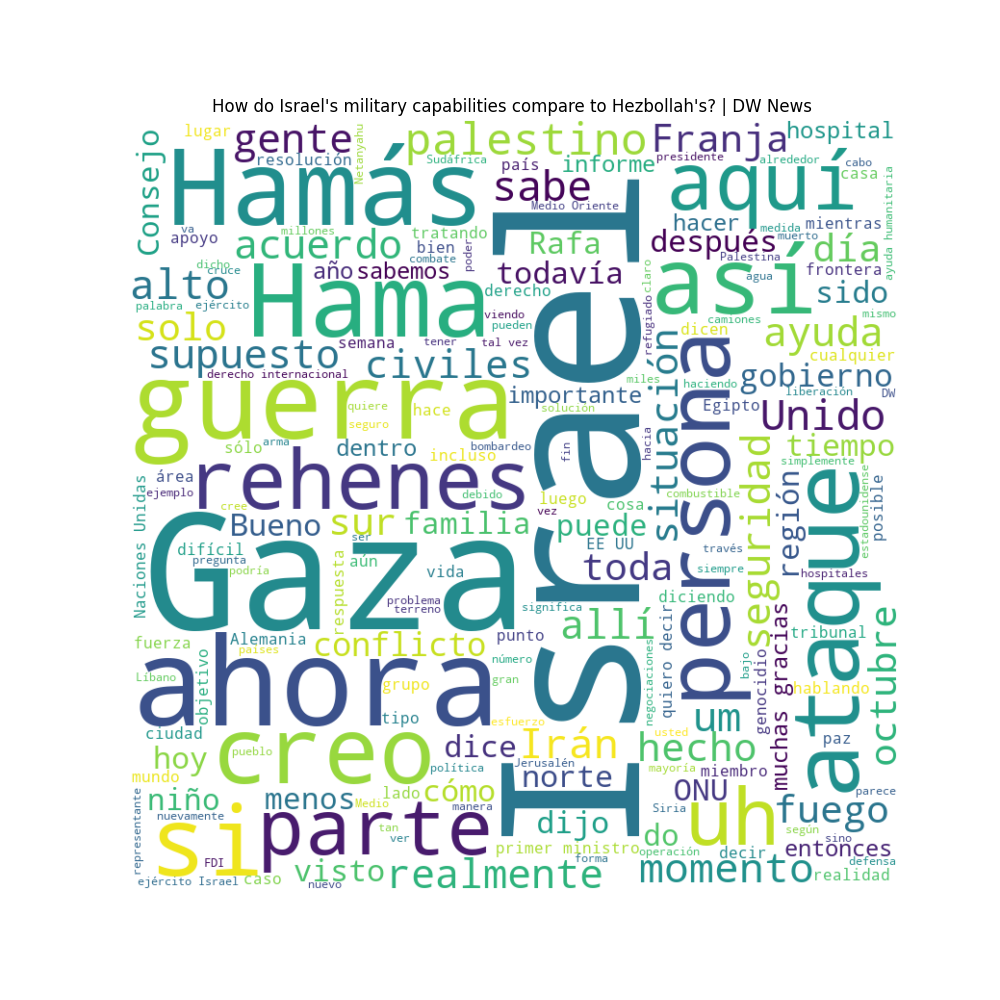 How do Israel's military capabilities compare to Hezbollah's? | DW News
lugar
gente
Netanyahu
palestino
Franja
hospital
Consejo
resolución
Sudáfrica
país
informe
presidente
alrededor
cabo
casa
Hamás
sabe
Medio Oriente
aquí
ayuda humanitaria
va
apoyo
millones
tratando
hacer
medida
muerto
mientras
acuerdo
combate
bien
poder
Rafa
después
Palestina
día
dicho
cruce
año
sabemos
todavía
claro
agua
frontera
alto
palabra
ejército
Hama
derecho
así
sido
mismo
viendo
pueden
refugiado
camiones
solo
semana
tener
tal vez
dicen
ayuda
cualquier
supuesto
derecho internacional
civiles
Israel
situación
persona
miles
haciendo
gobierno
liberación
DW
guerra
quiere
hace
importante
solución
Egipto
Unido
seguro
sólo
arma
dentro
incluso
bombardeo
fin
hacia
seguridad
tiempo
simplemente
área
ejemplo
rehenes
cree
debido
luego
vez
cosa
combustible
región
estadounidense
posible
Naciones Unidas
Bueno
sur
familia
puede
EE UU
ataque
difícil
pregunta
podría
ser
aún
respuesta
Gaza
vida
toda
través
siempre
hospitales
problema
terreno
significa
diciendo
fuerza
Alemania
países
conflicto
punto
allí
quiero decir
bajo
genocidio
muchas gracias
tribunal
octubre
Líbano
objetivo
ahora
grupo
número
gran
negociaciones
hablando
ciudad
tipo
esfuerzo
um
usted
paz
hoy
pueblo
creo
dice
Irán
hecho
mundo
política
Jerusalén
mayoría
miembro
representante
niño
menos
Medio
lado
cómo
manera
norte
ONU
Siria
parece
nuevamente
si
parte
dijo
do
uh
fuego
según
FDI
tan
ver
primer ministro
forma
operación
decir
sino
entonces
defensa
ejército Israel
caso
nuevo
visto
realmente
momento
realidad